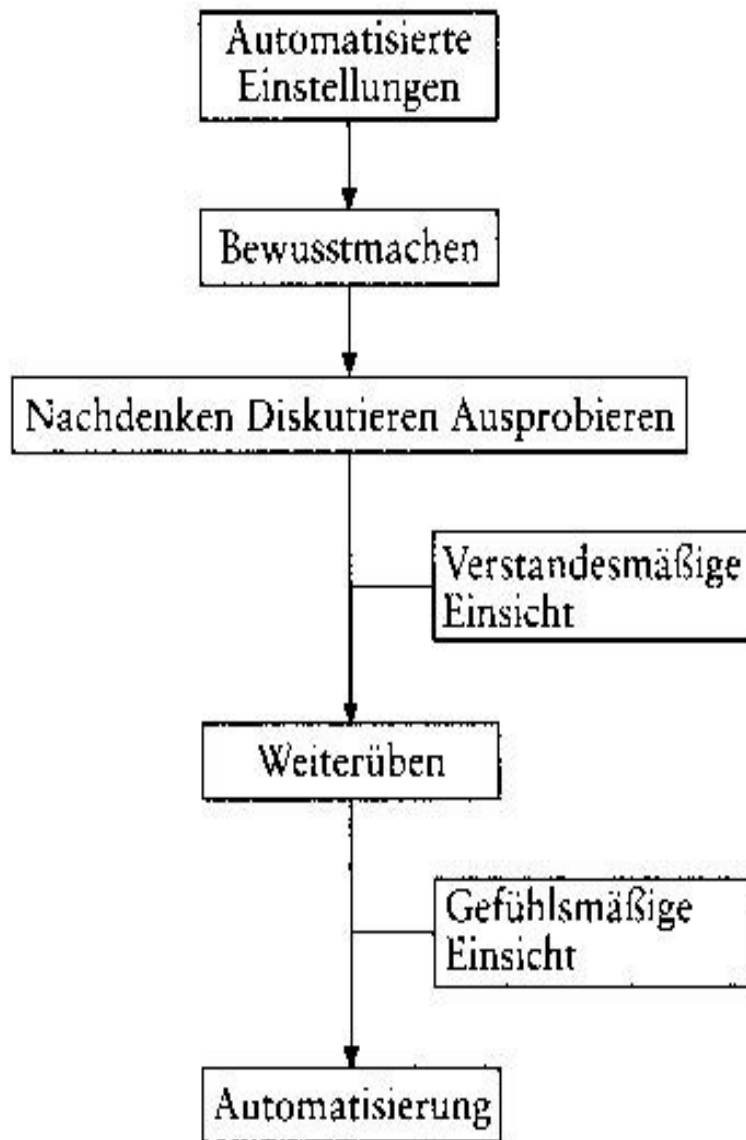 Automatisierte
Einstellungen
Bewusstmachen
Nachdenken Diskutieren Ausprobieren
Verstandesmäßige
Einsicht
Weiterüben
Gefühlsmäßige
Einsicht
Automatisierung